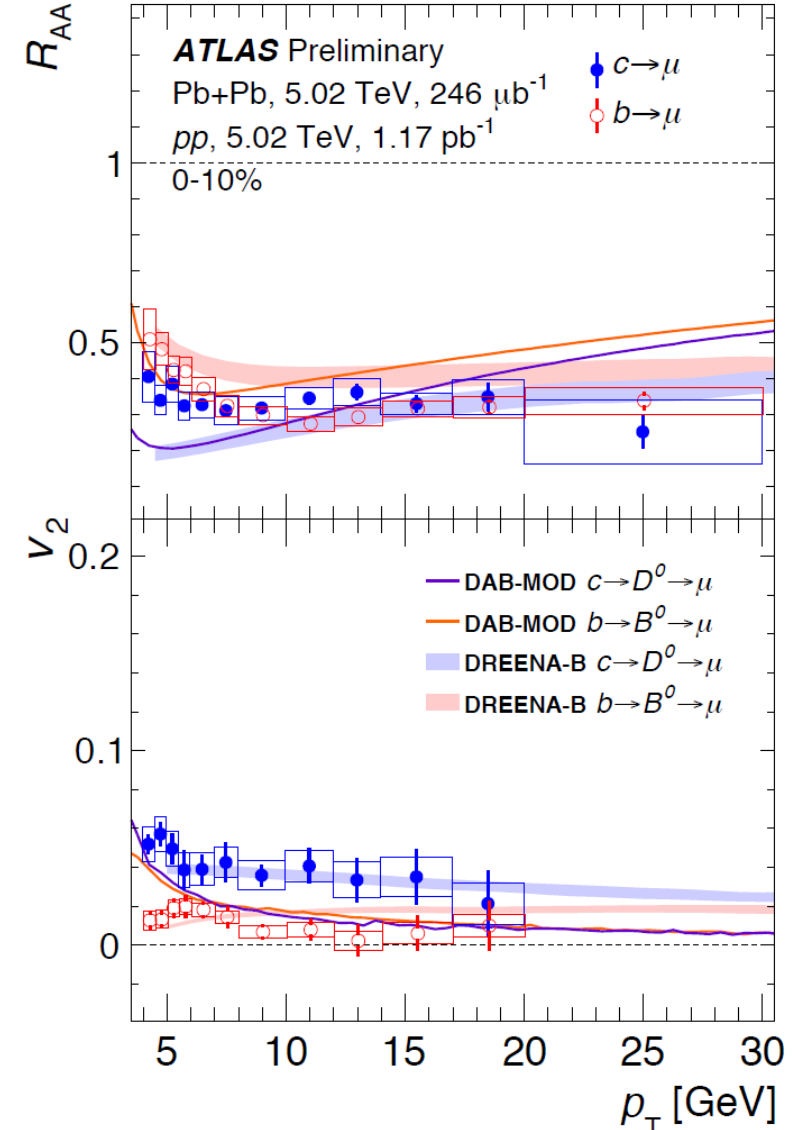 R_AA
ATLAS Preliminary
Pb+Pb, 5.02 TeV, 246 μb⁻¹
pp, 5.02 TeV, 1.17 pb⁻¹
0-10%
c→μ
b→μ
1
0.5
v₂
0.2
0.1
0
DAB-MOD c→D⁰→μ
DAB-MOD b→B⁰→μ
DREENA-B c→D⁰→μ
DREENA-B b→B⁰→μ
5 10 15 20 25 30
p_T [GeV]